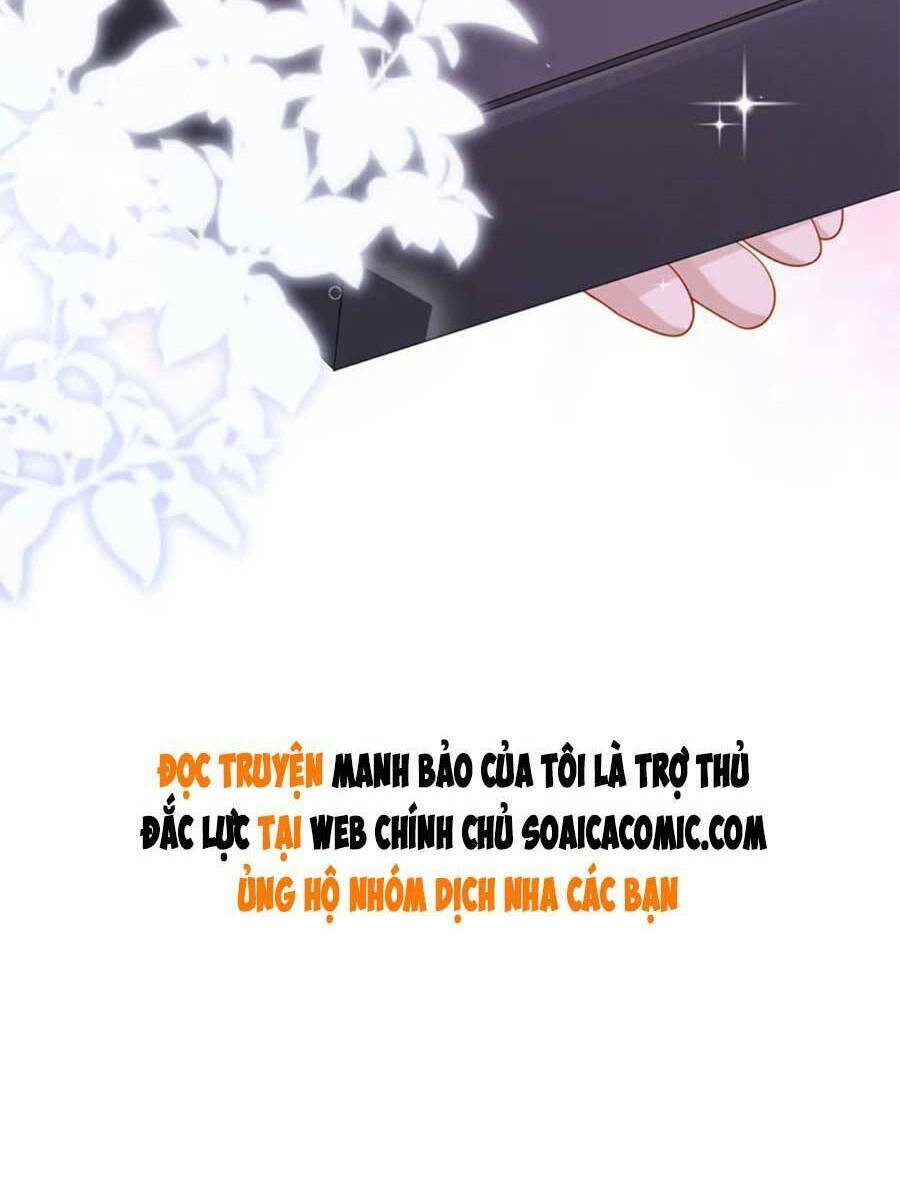 ĐỌC TRUYỆN MANH BẢO CỦA TÔI LÀ TRỢ THỦ
ĐẮC LỰC TẠI WEB CHÍNH CHỦ SOAICACOMIC.COM
ỦNG HỘ NHÓM DỊCH NHA CÁC BẠN